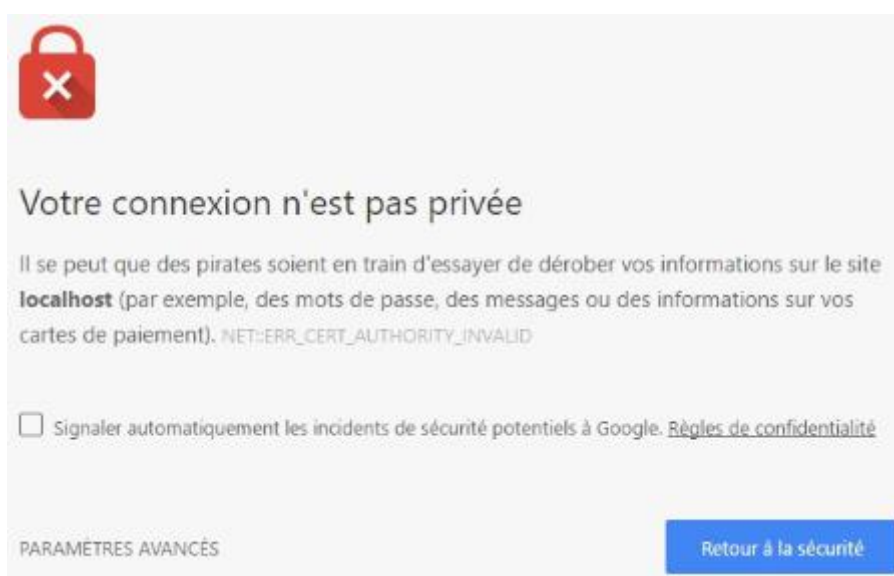 Votre connexion n'est pas privée
Il se peut que des pirates soient en train d'essayer de dérober vos informations sur le site
localhost (par exemple, des mots de passe, des messages ou des informations sur vos
cartes de paiement). NET::ERR_CERT_AUTHORITY_INVALID
Signaler automatiquement les incidents de sécurité potentiels à Google. Règles de confidentialité
PARAMÈTRES AVANCÉS
Retour à la sécurité